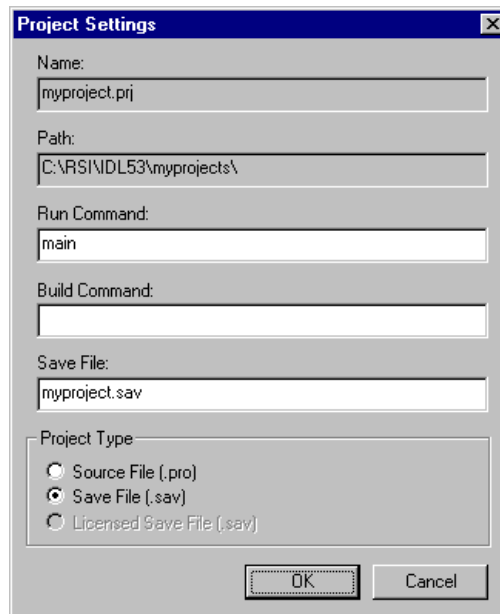 Project Settings
Name:
myproject.prj
Path:
C:\RSI\IDL53\myprojects\
Run Command:
main
Build Command:
Save File:
myproject.sav
Project Type
Source File (.pro)
Save File (.sav)
Licensed Save File (.sav)
OK Cancel